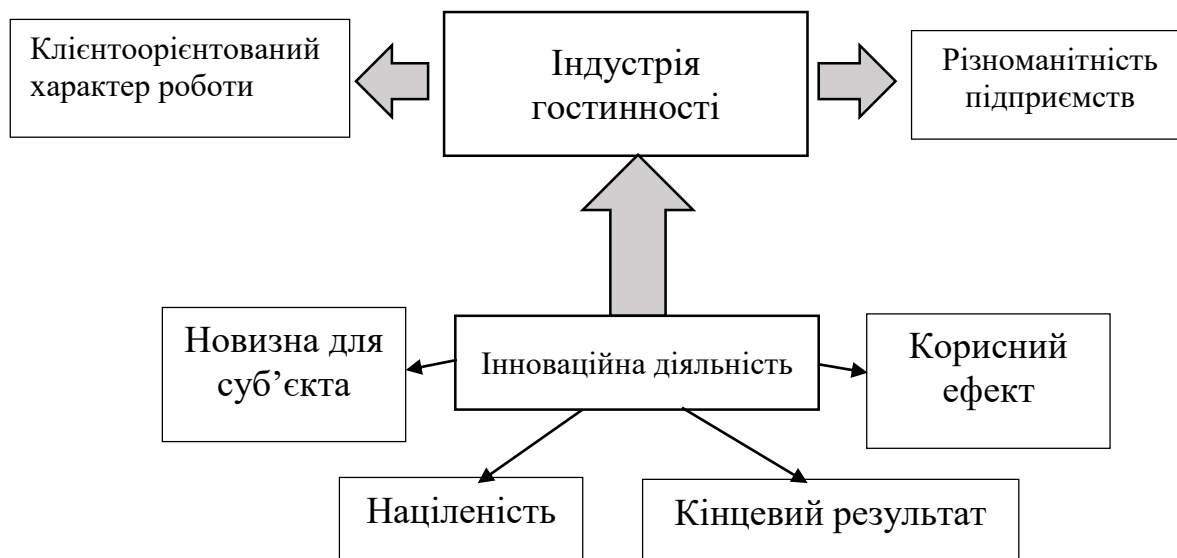 Клієнтоорієнтований
характер роботи
Індустрія
гостинності
Різноманітність
підприємств
Новизна для
суб’єкта
Інноваційна діяльність
Корисний
ефект
Націленість
Кінцевий результат